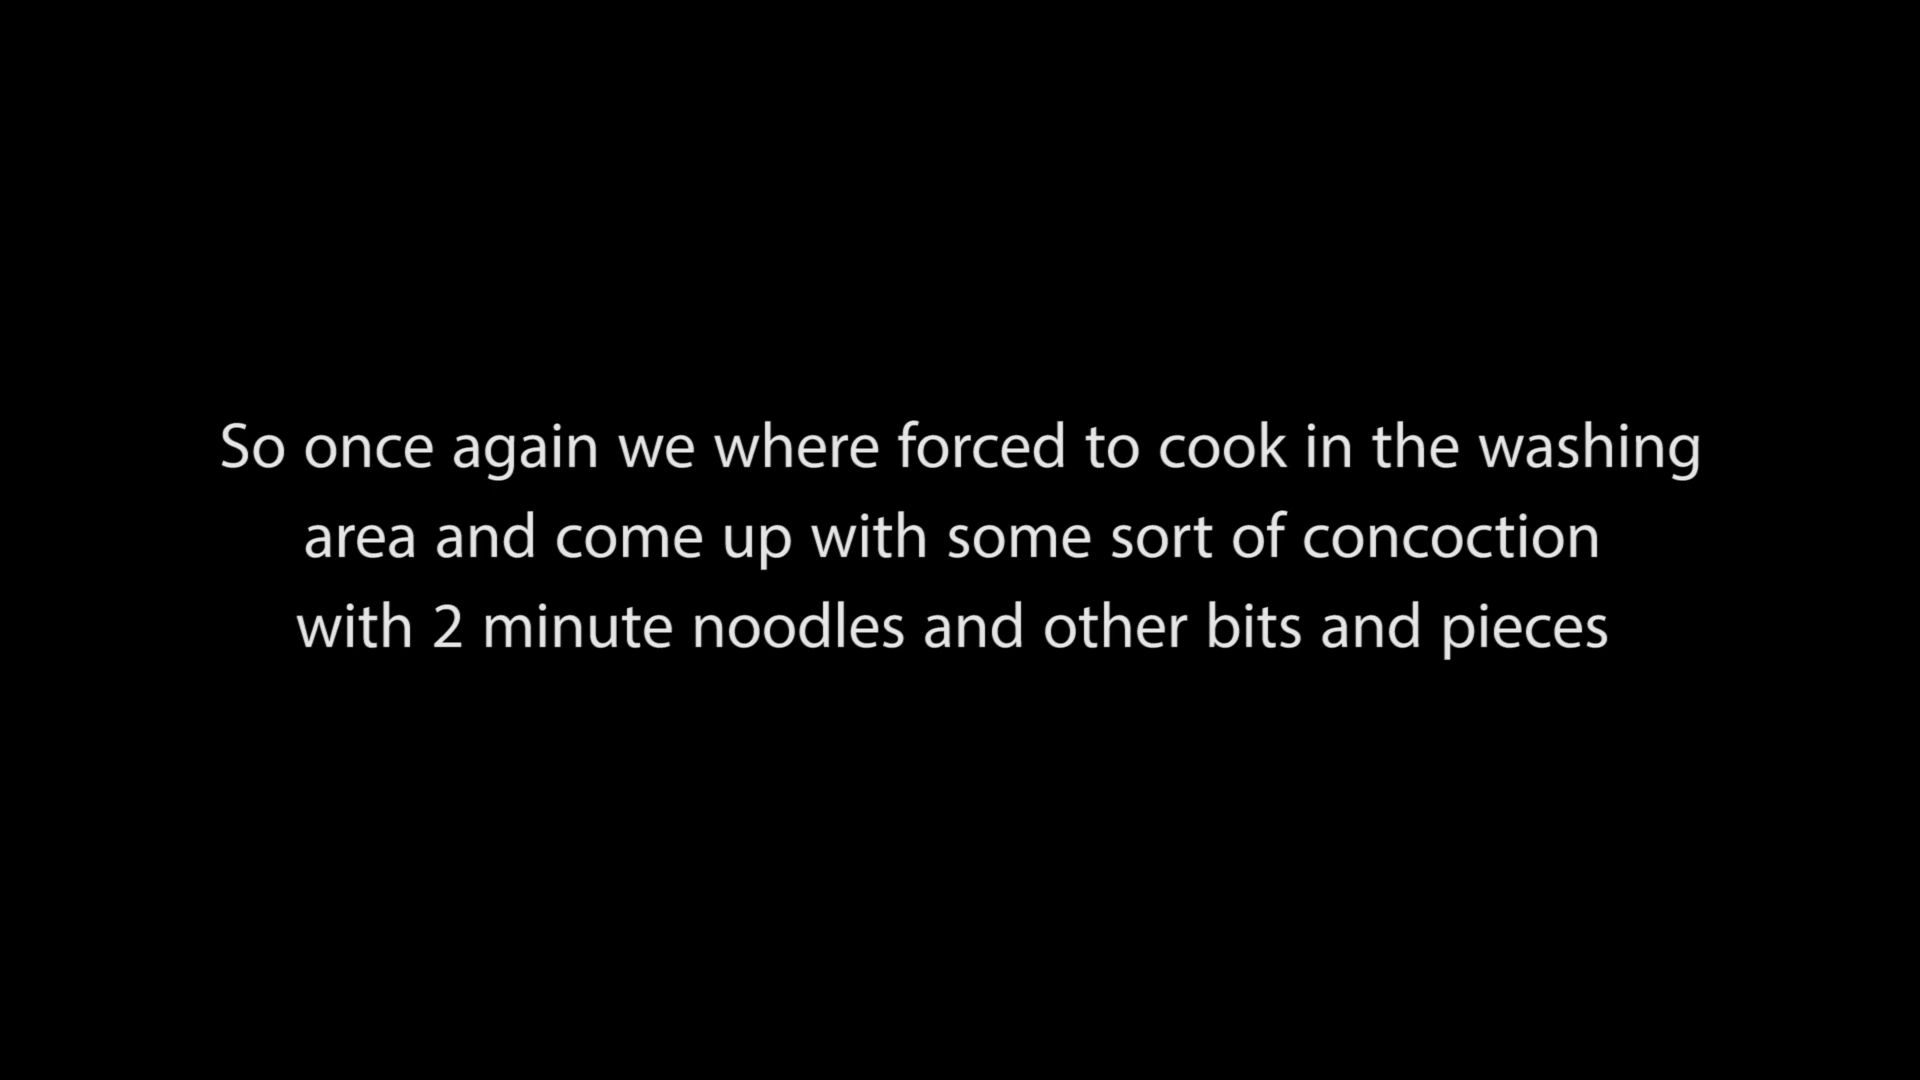 So once again we where forced to cook in the washing
area and come up with some sort of concoction
with 2 minute noodles and other bits and pieces